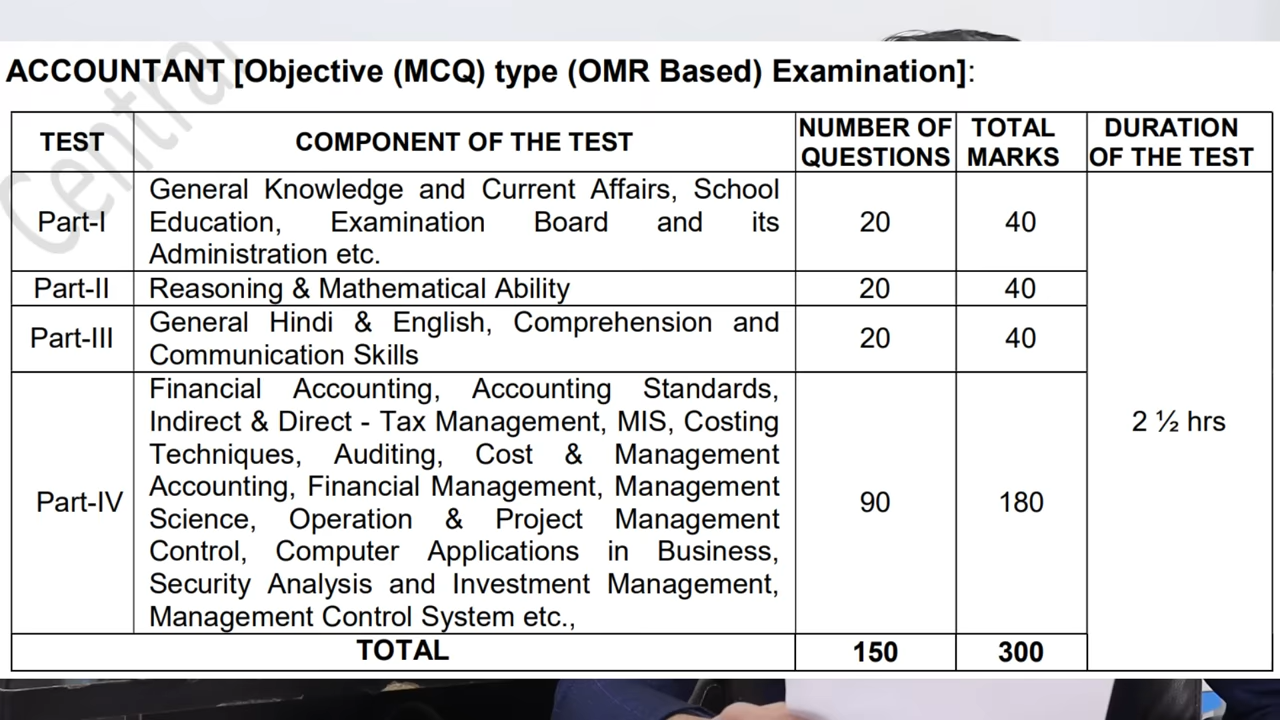 Central
ACCOUNTANT [Objective (MCQ) type (OMR Based) Examination]:
TEST
COMPONENT OF THE TEST
NUMBER OF
QUESTIONS
TOTAL
MARKS
DURATION
OF THE TEST
Part-I
General Knowledge and Current Affairs, School
Education, Examination Board and its
Administration etc.
20
40
Part-II
Reasoning & Mathematical Ability
20
40
Part-III
General Hindi & English, Comprehension and
Communication Skills
20
40
Part-IV
Financial Accounting, Accounting Standards,
Indirect & Direct - Tax Management, MIS, Costing
Techniques, Auditing, Cost & Management
Accounting, Financial Management, Management
Science, Operation & Project Management
Control, Computer Applications in Business,
Security Analysis and Investment Management,
Management Control System etc.,
90
180
2 ½ hrs
TOTAL
150
300